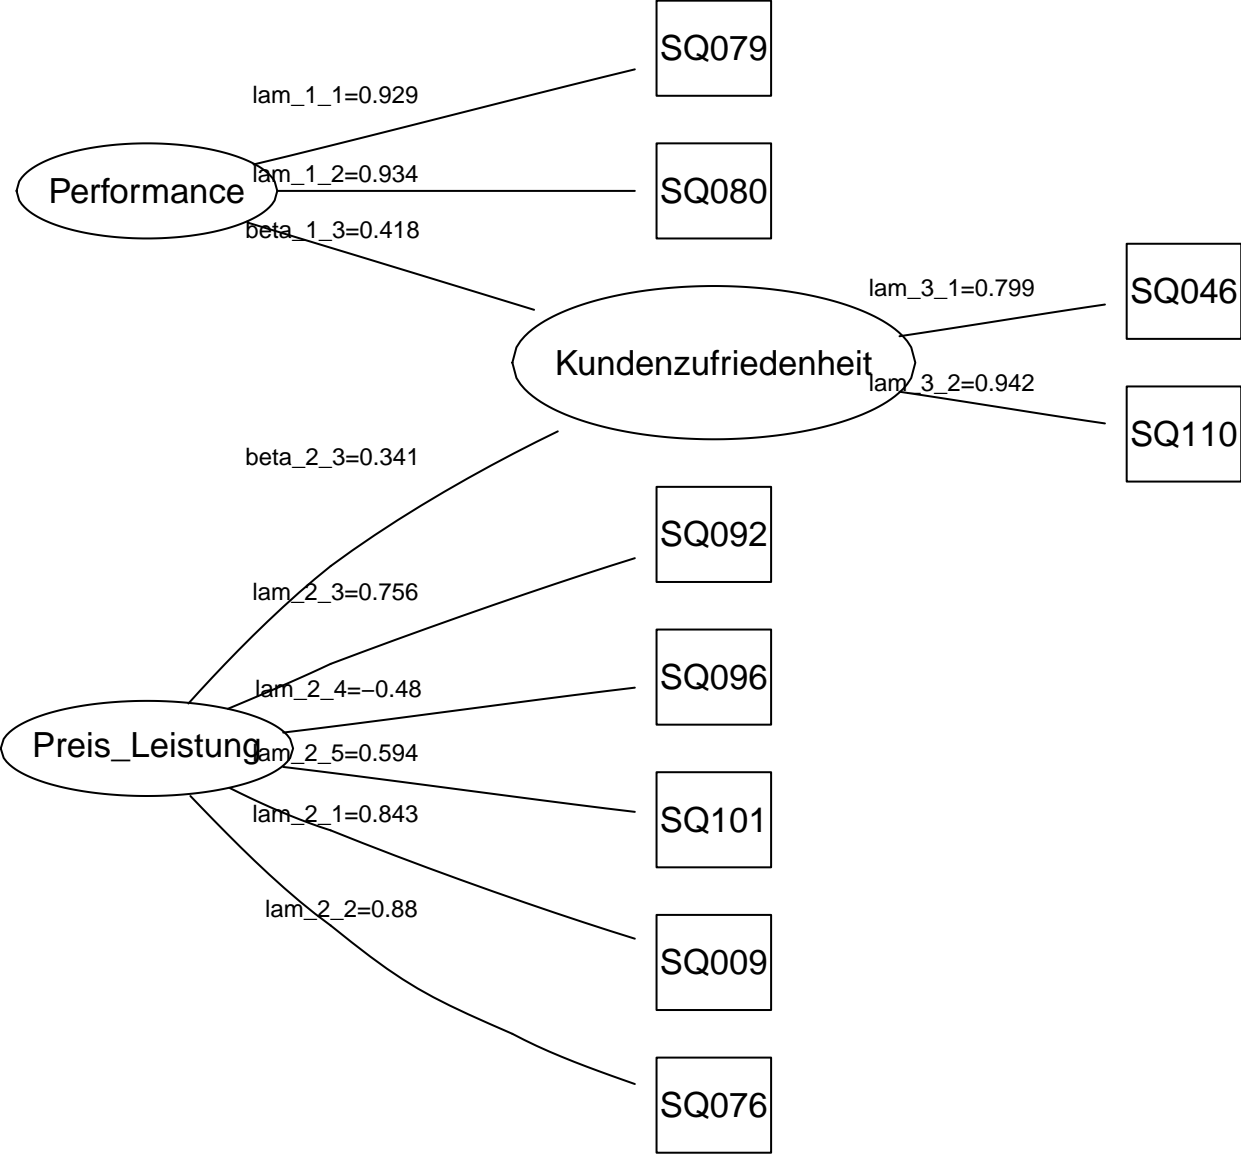 SQ079
lam_1_1=0.929
lam_1_2=0.934
Performance
SQ080
beta_1_3=0.418
lam_3_1=0.799
SQ046
Kundenzufriedenheit
lam_3_2=0.942
SQ110
beta_2_3=0.341
SQ092
lam_2_3=0.756
SQ096
lam_2_4=−0.48
Preis_Leistung
lam_2_5=0.594
lam_2_1=0.843
SQ101
lam_2_2=0.88
SQ009
SQ076